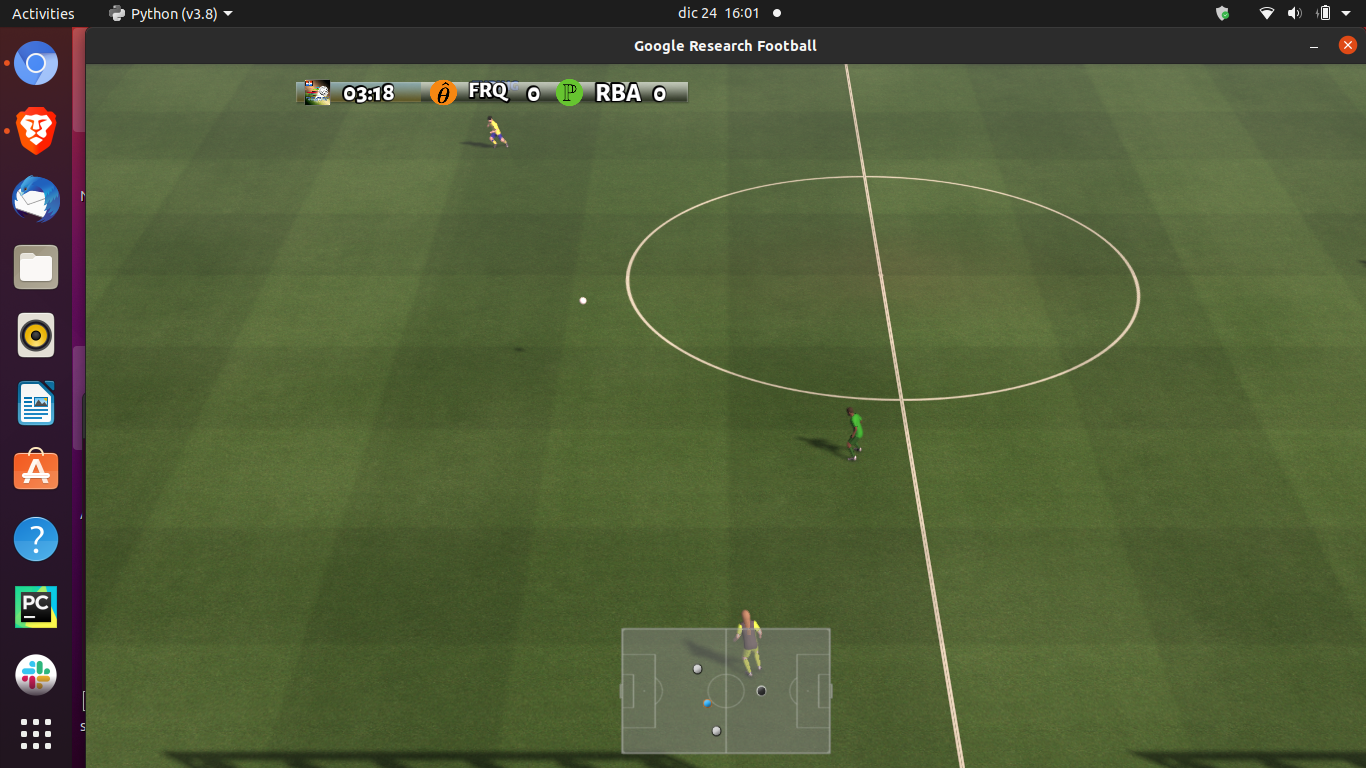 Activities Python (v3.8) dic 24 16:01
Google Research Football
03:18 θ̂ FRQ 0 ℙ RBA 0
?
PC